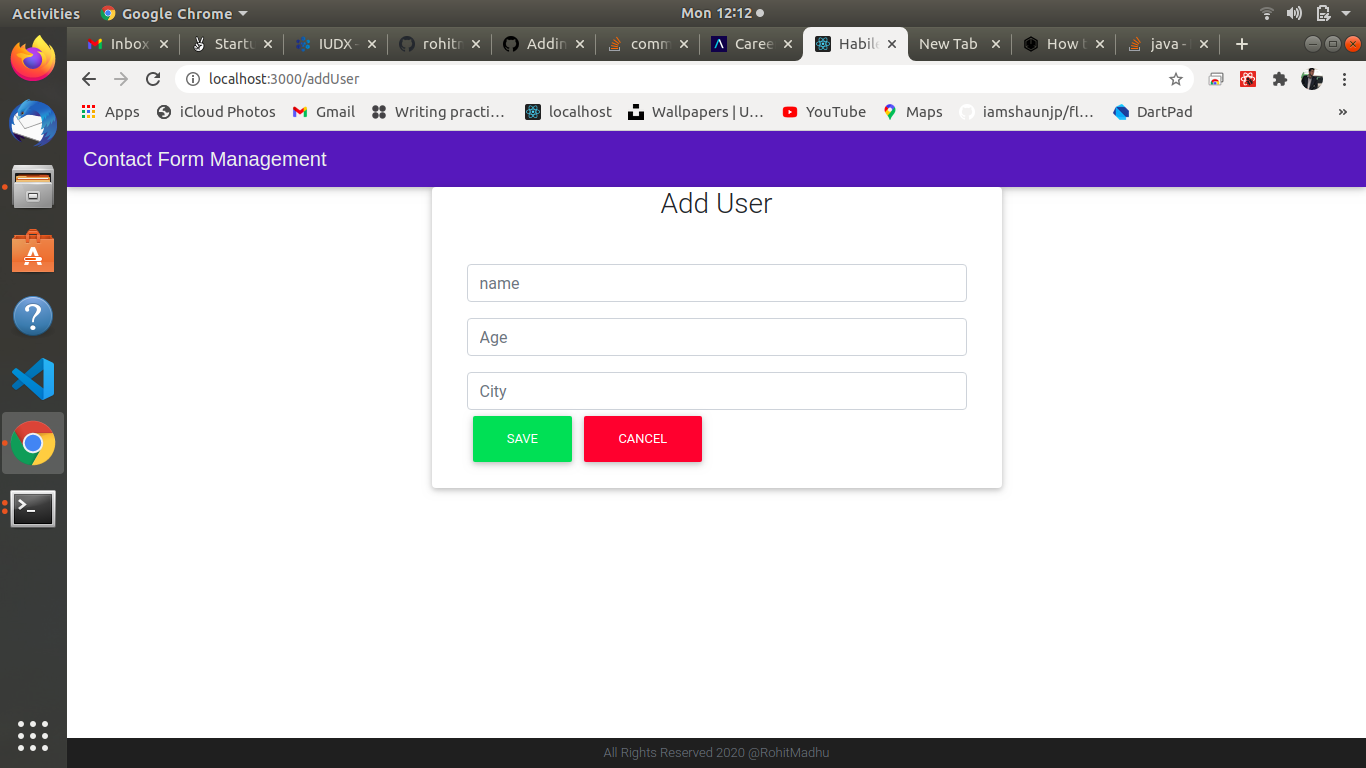 Activities Google Chrome Mon 12:12
Inbox Startu IUDX - rohitr Addin comm Caree Habile New Tab How t java -
localhost:3000/addUser
Apps iCloud Photos Gmail Writing practi... localhost Wallpapers | U... YouTube Maps iamshaunjp/fl... DartPad »
Contact Form Management
Add User
name
Age
City
SAVE CANCEL
All Rights Reserved 2020 @RohitMadhu